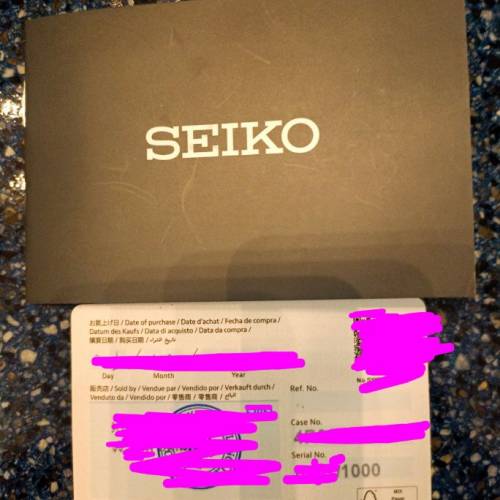 SEIKO
お買上げ日 / Date of purchase / Date d'achat / Fecha de compra /
Datum des Kaufs / Data di acquisto / Data da compra /
購買日期 / 购买日期 / تاريخ الشراء
Day Month Year
販売店 / Sold by / Vendue par / Vendido por / Verkauft durch /
Venduto da / Vendido por / 零售商 / 零售商 /
Ref. No.
Case No.
Serial No.
1000
MIX